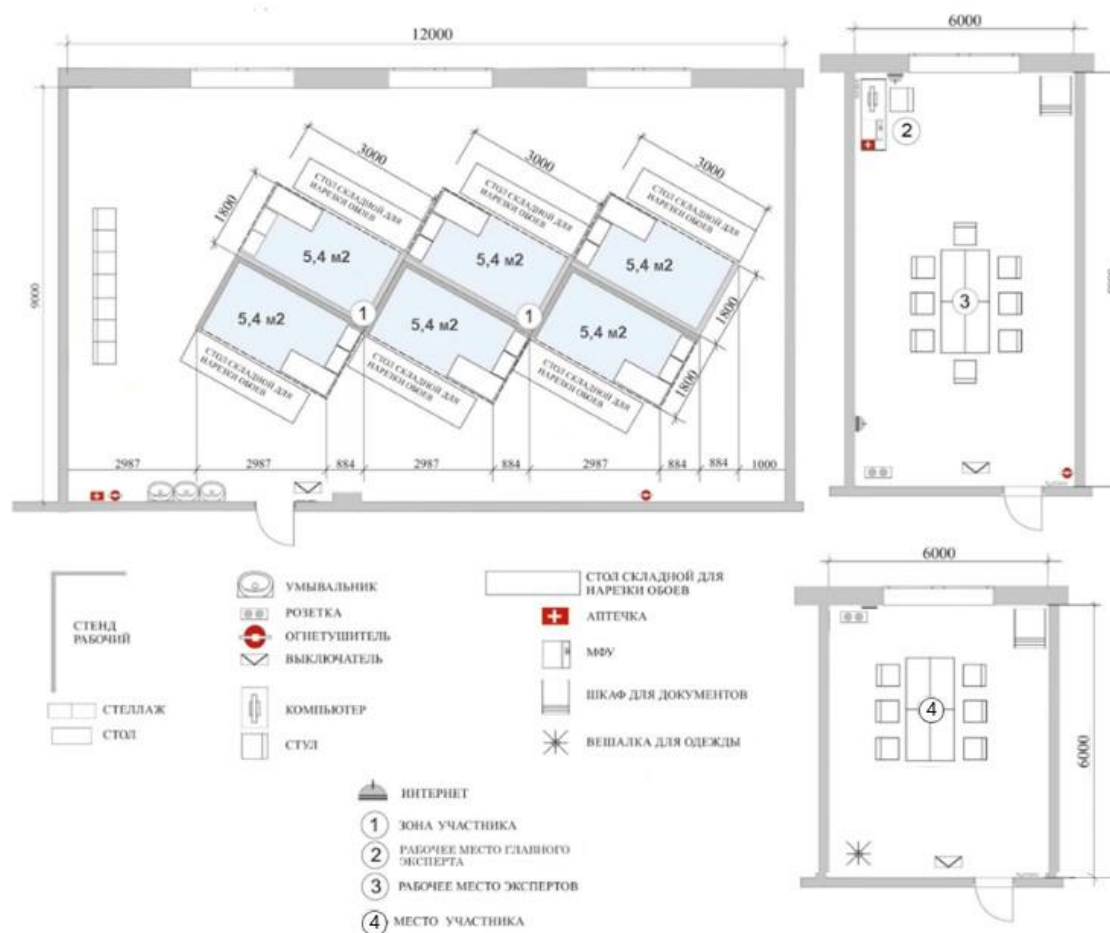 12000
6000
9000
3000
3000
3000
1800
СТОЛ СКЛАДНОЙ ДЛЯ
НАРЕЗКИ ОБОЕВ
СТОЛ СКЛАДНОЙ ДЛЯ
НАРЕЗКИ ОБОЕВ
СТОЛ СКЛАДНОЙ ДЛЯ
НАРЕЗКИ ОБОЕВ
5,4 м2
5,4 м2
5,4 м2
5,4 м2
5,4 м2
5,4 м2
1
1
1800
1800
СТОЛ СКЛАДНОЙ ДЛЯ
НАРЕЗКИ ОБОЕВ
СТОЛ СКЛАДНОЙ ДЛЯ
НАРЕЗКИ ОБОЕВ
СТОЛ СКЛАДНОЙ ДЛЯ
НАРЕЗКИ ОБОЕВ
2987 2987 884 2987 884 2987 884 884 1000
2
3
СТЕНД
РАБОЧИЙ
СТЕЛЛАЖ
СТОЛ
УМЫВАЛЬНИК
РОЗЕТКА
ОГНЕТУШИТЕЛЬ
ВЫКЛЮЧАТЕЛЬ
КОМПЬЮТЕР
СТУЛ
СТОЛ СКЛАДНОЙ ДЛЯ
НАРЕЗКИ ОБОЕВ
АПТЕЧКА
МФУ
ШКАФ ДЛЯ ДОКУМЕНТОВ
ВЕШАЛКА ДЛЯ ОДЕЖДЫ
ИНТЕРНЕТ
1 ЗОНА УЧАСТНИКА
2 РАБОЧЕЕ МЕСТО ГЛАВНОГО
ЭКСПЕРТА
3 РАБОЧЕЕ МЕСТО ЭКСПЕРТОВ
4 МЕСТО УЧАСТНИКА
6000
4
6000